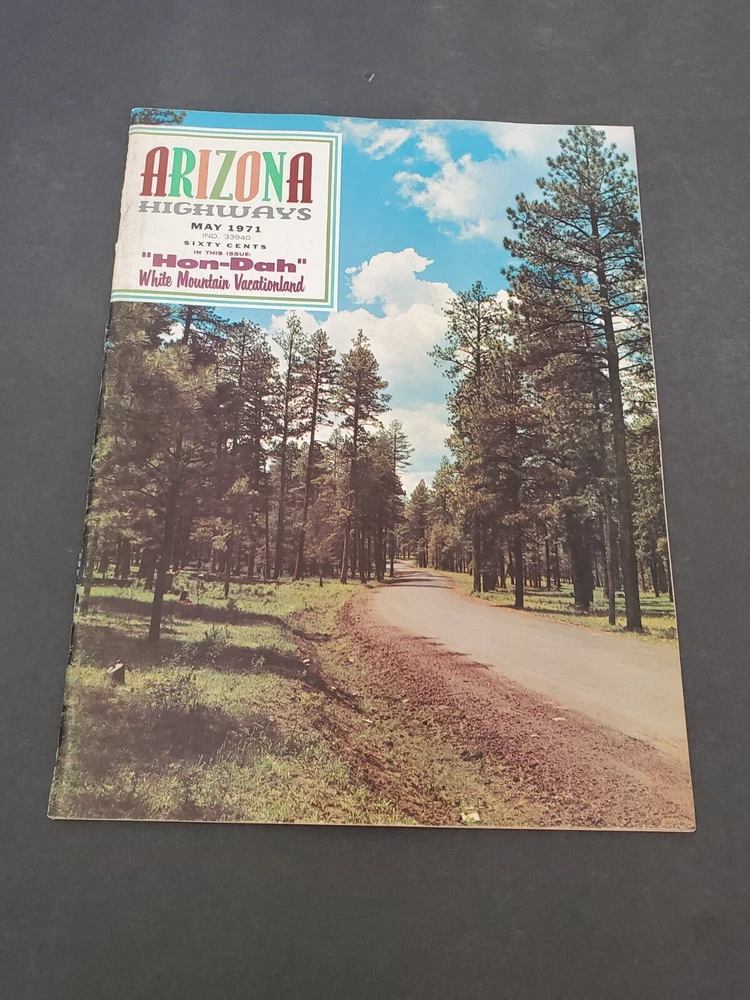 ARIZONA
HIGHWAYS
MAY 1971
IND. 33940
SIXTY CENTS
IN THIS ISSUE:
"Hon-Dah"
White Mountain Vacationland